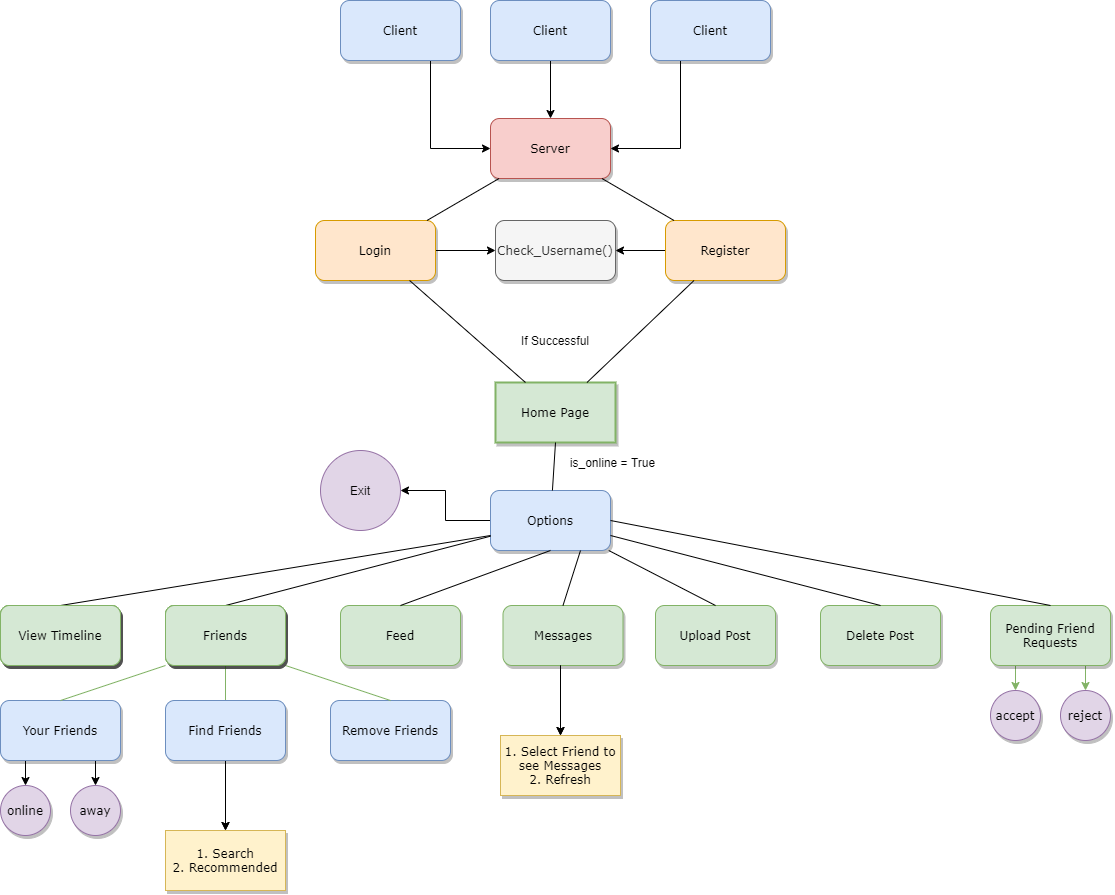 Client
Client
Client
Server
Login
Check_Username()
Register
If Successful
Home Page
is_online = True
Exit
Options
View Timeline
Friends
Feed
Messages
Upload Post
Delete Post
Pending Friend
Requests
Your Friends
Find Friends
Remove Friends
accept
reject
1. Select Friend to
see Messages
2. Refresh
online
away
1. Search
2. Recommended